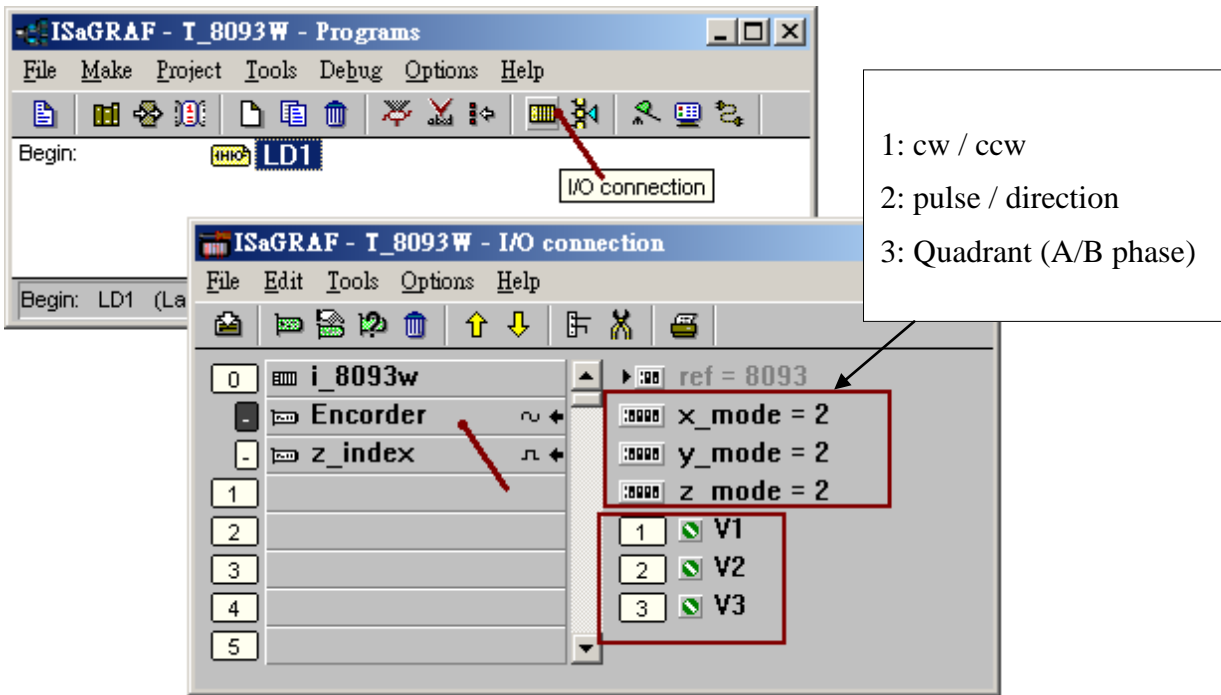 ISaGRAF - T_8093W - Programs
File Make Project Tools Debug Options Help
Begin: LD1
I/O connection
Begin: LD1 (La
1: cw / ccw
2: pulse / direction
3: Quadrant (A/B phase)
ISaGRAF - T_8093W - I/O connection
File Edit Tools Options Help
0 i_8093w
- Encorder
- z_index
1
2
3
4
5
ref = 8093
x_mode = 2
y_mode = 2
z_mode = 2
1 V1
2 V2
3 V3